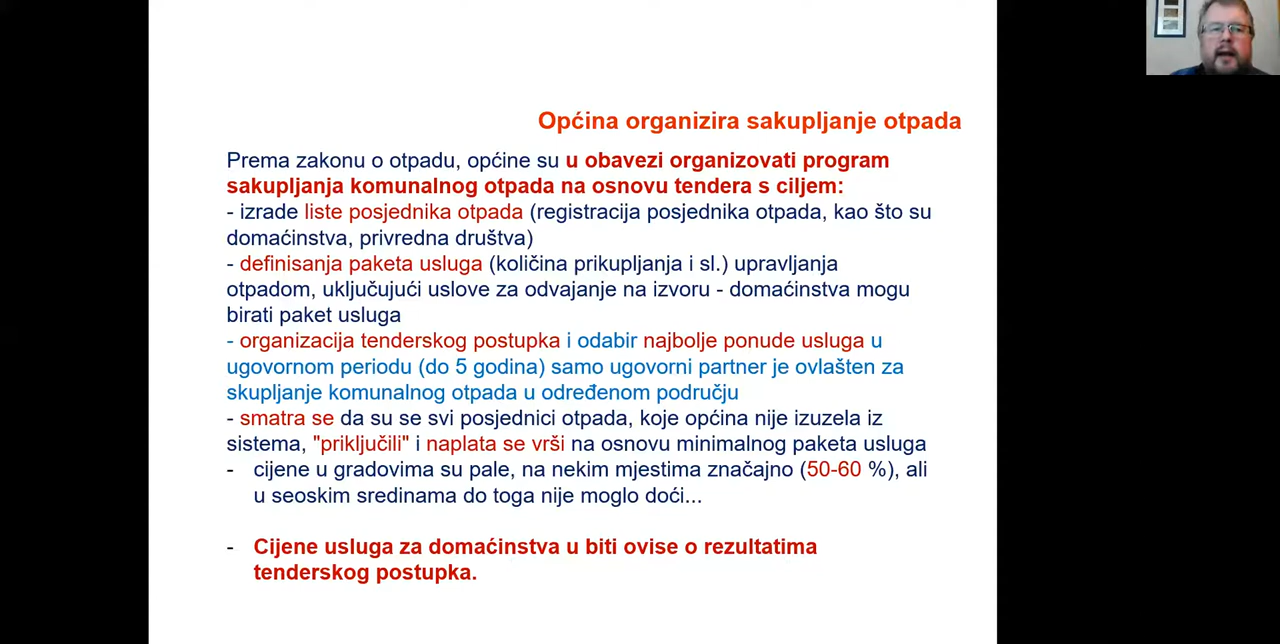 Općina organizira sakupljanje otpada
Prema zakonu o otpadu, općine su u obavezi organizovati program
sakupljanja komunalnog otpada na osnovu tendera s ciljem:
- izrade liste posjednika otpada (registracija posjednika otpada, kao što su
domaćinstva, privredna društva)
- definisanja paketa usluga (količina prikupljanja i sl.) upravljanja
otpadom, uključujući uslove za odvajanje na izvoru - domaćinstva mogu
birati paket usluga
- organizacija tenderskog postupka i odabir najbolje ponude usluga u
ugovornom periodu (do 5 godina) samo ugovorni partner je ovlašten za
skupljanje komunalnog otpada u određenom području
- smatra se da su se svi posjednici otpada, koje općina nije izuzela iz
sistema, "priključili" i naplata se vrši na osnovu minimalnog paketa usluga
- cijene u gradovima su pale, na nekim mjestima značajno (50-60 %), ali
u seoskim sredinama do toga nije moglo doći...
- Cijene usluga za domaćinstva u biti ovise o rezultatima
tenderskog postupka.